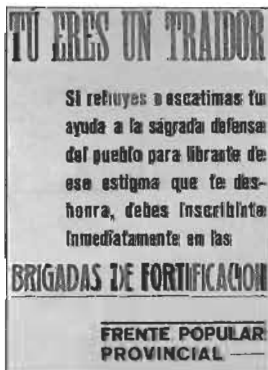 TÚ ERES UN TRAIDOR
Si rehuyes o escatimas tu
ayuda a la sagrada defensa
del pueblo para librarte de
ese estigma que te des-
honra, debes inscribirte
inmediatamente en las
BRIGADAS DE FORTIFICACION
FRENTE POPULAR
PROVINCIAL —